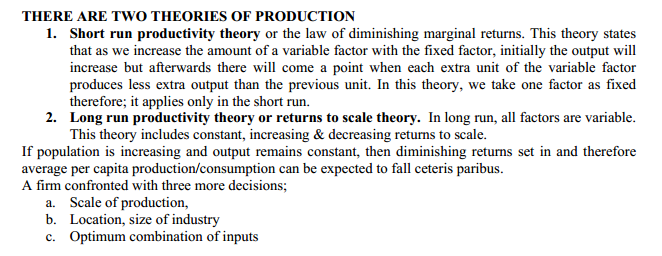 THERE ARE TWO THEORIES OF PRODUCTION
1. Short run productivity theory or the law of diminishing marginal returns. This theory states
that as we increase the amount of a variable factor with the fixed factor, initially the output will
increase but afterwards there will come a point when each extra unit of the variable factor
produces less extra output than the previous unit. In this theory, we take one factor as fixed
therefore; it applies only in the short run.
2. Long run productivity theory or returns to scale theory. In long run, all factors are variable.
This theory includes constant, increasing & decreasing returns to scale.
If population is increasing and output remains constant, then diminishing returns set in and therefore
average per capita production/consumption can be expected to fall ceteris paribus.
A firm confronted with three more decisions;
a. Scale of production,
b. Location, size of industry
c. Optimum combination of inputs